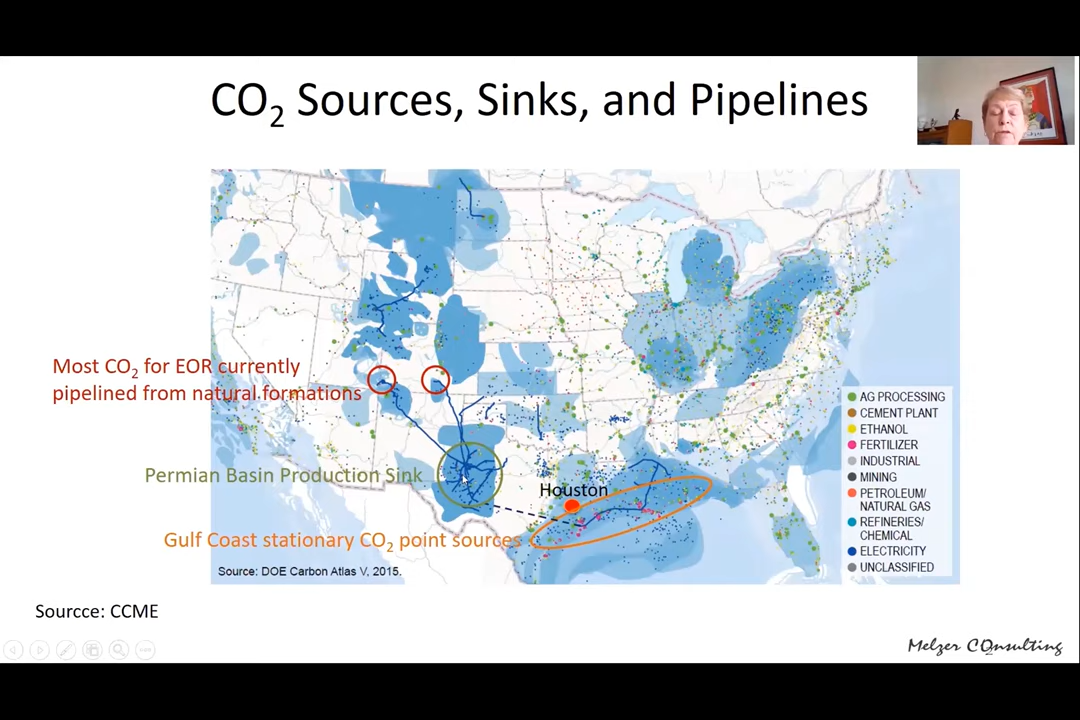 CO2 Sources, Sinks, and Pipelines
Most CO2 for EOR currently
pipelined from natural formations
Permian Basin Production Sink
Houston
Gulf Coast stationary CO2 point sources
AG PROCESSING
CEMENT PLANT
ETHANOL
FERTILIZER
INDUSTRIAL
MINING
PETROLEUM/
NATURAL GAS
REFINERIES/
CHEMICAL
ELECTRICITY
UNCLASSIFIED
Source: DOE Carbon Atlas V, 2015.
Sourcce: CCME
Melzer CO2nsulting